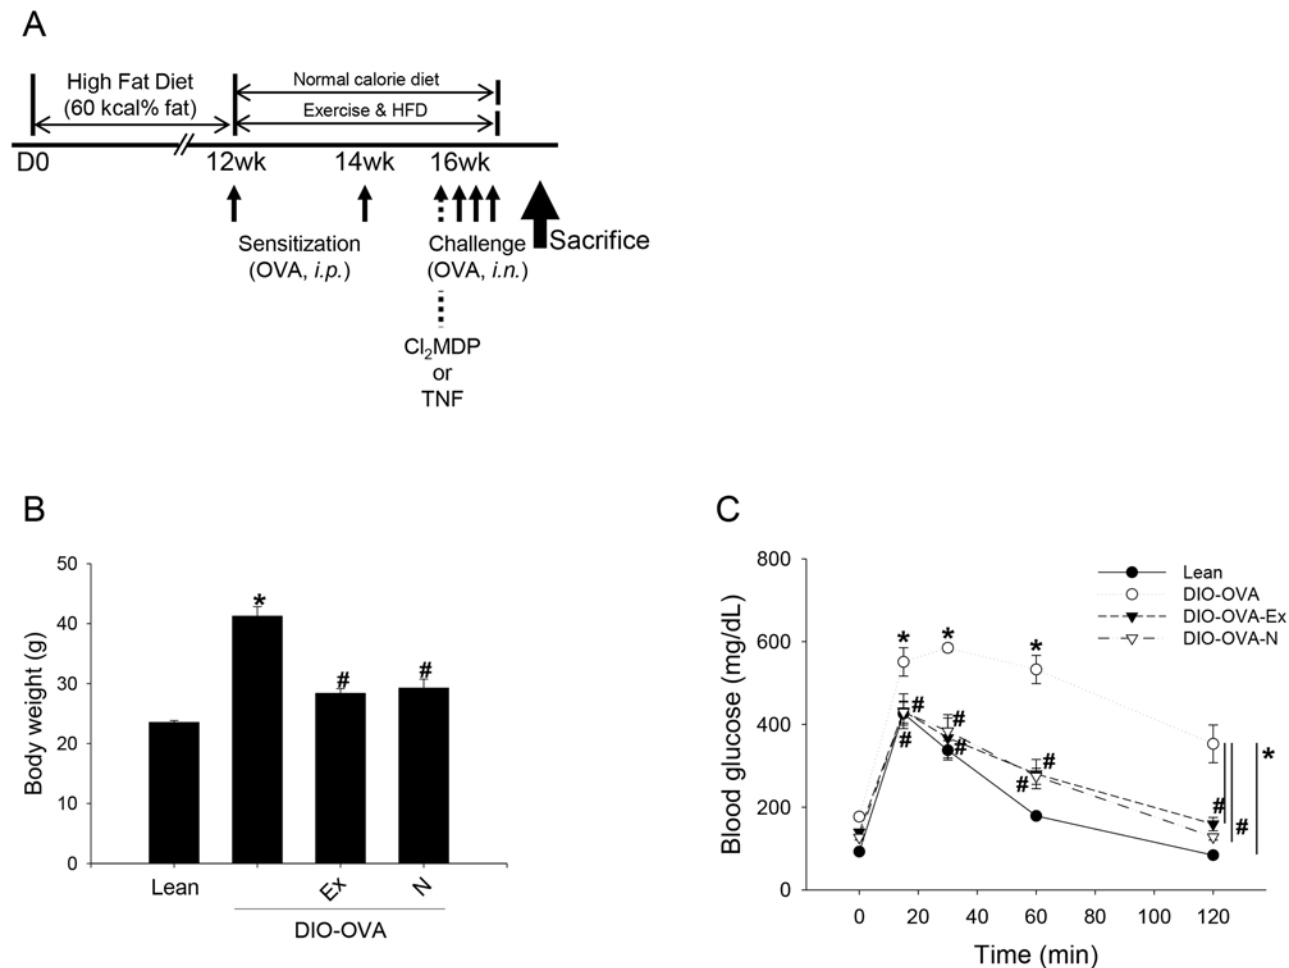 A
High Fat Diet
(60 kcal% fat)
Normal calorie diet
Exercise & HFD
D0
12wk
14wk
16wk
Sensitization
(OVA, i.p.)
Challenge
(OVA, i.n.)
Sacrifice
Cl₂MDP
or
TNF
B
Body weight (g)
50
40
30
20
10
0
*
#
#
Lean
Ex
N
DIO-OVA
C
Blood glucose (mg/dL)
800
600
400
200
0
Lean
DIO-OVA
DIO-OVA-Ex
DIO-OVA-N
* * *
# # # # # # # #
*
0 20 40 60 80 100 120
Time (min)